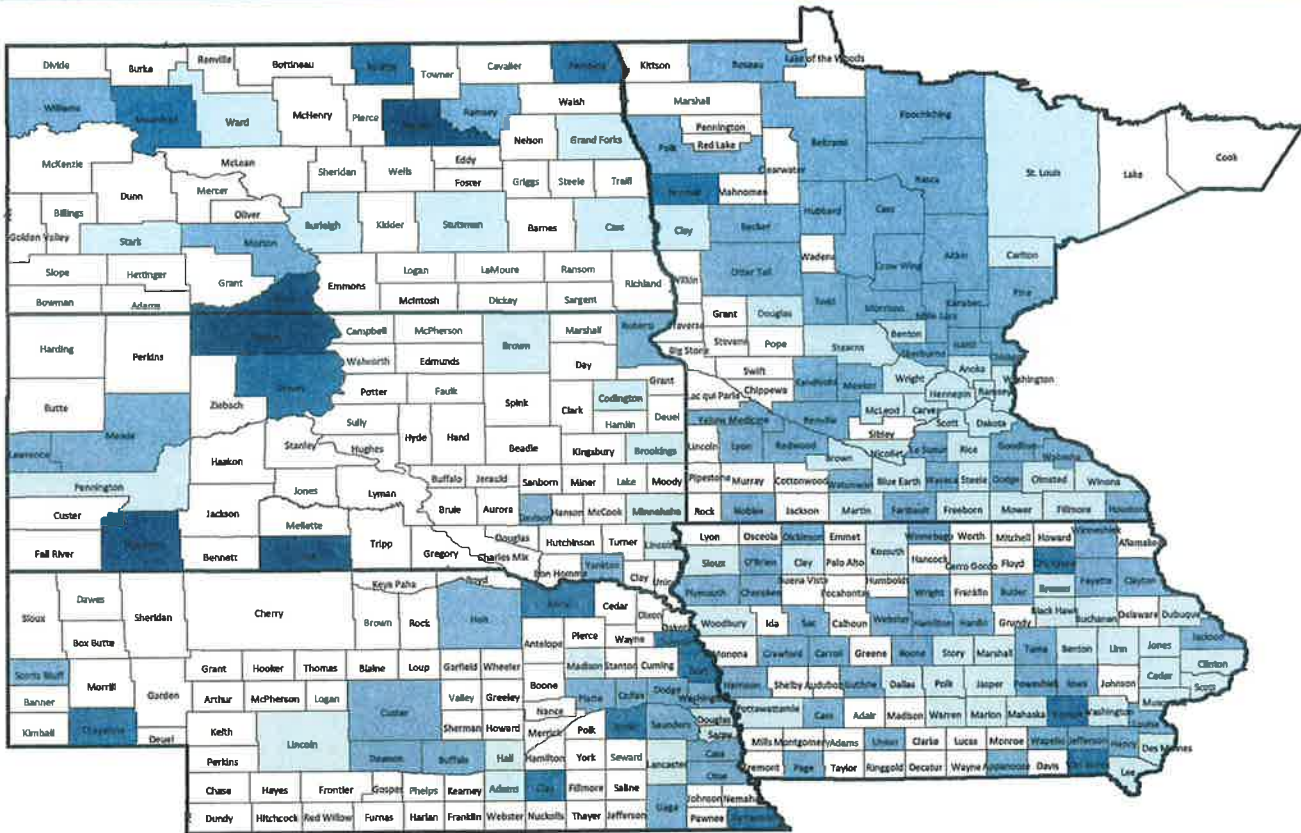 Divide
Burke
Renville
Bottineau
Rolette
Towner
Cavalier
Pembina
Williams
Mountrail
Ward
McHenry
Pierce
Benson
Ramsey
Walsh
Nelson
Grand Forks
McKenzie
McLean
Sheridan
Wells
Eddy
Foster
Griggs
Steele
Traill
Dunn
Mercer
Oliver
Billings
Golden Valley
Stark
Morton
Burleigh
Kidder
Stutsman
Barnes
Cass
Slope
Hettinger
Grant
Emmons
Logan
LaMoure
Ransom
Richland
Bowman
Adams
McIntosh
Dickey
Sargent
Kittson
Roseau
Lake of the Woods
Marshall
Pennington
Red Lake
Polk
Beltrami
Koochiching
Clearwater
Norman
Mahnomen
Itasca
St. Louis
Lake
Cook
Clay
Becker
Hubbard
Cass
Wadena
Crow Wing
Aitkin
Carlton
Wilkin
Otter Tail
Todd
Morrison
Mille Lacs
Kanabec
Pine
Traverse
Grant
Douglas
Big Stone
Stevens
Pope
Stearns
Benton
Sherburne
Isanti
Swift
Kandiyohi
Meeker
Wright
Anoka
Washington
Lac qui Parle
Chippewa
Hennepin
Ramsey
Yellow Medicine
Renville
McLeod
Carver
Scott
Dakota
Sibley
Lincoln
Lyon
Redwood
Brown
Nicollet
Le Sueur
Rice
Goodhue
Wabasha
Pipestone
Murray
Cottonwood
Watonwan
Blue Earth
Waseca
Steele
Dodge
Olmsted
Winona
Rock
Nobles
Jackson
Martin
Faribault
Freeborn
Mower
Fillmore
Houston
Harding
Perkins
Campbell
McPherson
Brown
Marshall
Roberts
Walworth
Edmunds
Day
Butte
Ziebach
Dewey
Potter
Faulk
Spink
Clark
Codington
Grant
Deuel
Hamlin
Meade
Lawrence
Sully
Hyde
Hand
Beadle
Kingsbury
Brookings
Haakon
Stanley
Hughes
Pennington
Jones
Lyman
Buffalo
Jerauld
Sanborn
Miner
Lake
Moody
Custer
Jackson
Mellette
Brule
Aurora
Davison
Hanson
McCook
Minnehaha
Fall River
Bennett
Tripp
Gregory
Douglas
Charles Mix
Hutchinson
Turner
Lincoln
Bon Homme
Yankton
Clay
Union
Sioux
Dawes
Sheridan
Cherry
Keya Paha
Boyd
Brown
Rock
Holt
Knox
Cedar
Dixon
Dakota
Box Butte
Antelope
Pierce
Wayne
Scotts Bluff
Morrill
Garden
Grant
Hooker
Thomas
Blaine
Loup
Garfield
Wheeler
Madison
Stanton
Cuming
Burt
Banner
Arthur
McPherson
Logan
Custer
Valley
Greeley
Boone
Nance
Platte
Colfax
Dodge
Washington
Kimball
Cheyenne
Deuel
Keith
Lincoln
Sherman
Howard
Merrick
Polk
Butler
Saunders
Douglas
Sarpy
Perkins
Dawson
Buffalo
Hall
Hamilton
York
Seward
Lancaster
Cass
Otoe
Chase
Hayes
Frontier
Gosper
Phelps
Kearney
Adams
Clay
Fillmore
Saline
Gage
Johnson
Nemaha
Dundy
Hitchcock
Red Willow
Furnas
Harlan
Franklin
Webster
Nuckolls
Thayer
Jefferson
Pawnee
Richardson
Lyon
Osceola
Dickinson
Emmet
Kossuth
Winnebago
Worth
Mitchell
Howard
Winneshiek
Allamakee
Sioux
O'Brien
Clay
Palo Alto
Hancock
Cerro Gordo
Floyd
Chickasaw
Plymouth
Cherokee
Buena Vista
Pocahontas
Humboldt
Wright
Franklin
Butler
Bremer
Fayette
Clayton
Woodbury
Ida
Sac
Calhoun
Webster
Hamilton
Hardin
Grundy
Black Hawk
Buchanan
Delaware
Dubuque
Monona
Crawford
Carroll
Greene
Boone
Story
Marshall
Tama
Benton
Linn
Jones
Jackson
Harrison
Shelby
Audubon
Guthrie
Dallas
Polk
Jasper
Poweshiek
Iowa
Johnson
Cedar
Clinton
Scott
Pottawattamie
Cass
Adair
Madison
Warren
Marion
Mahaska
Keokuk
Washington
Louisa
Mills
Montgomery
Adams
Union
Clarke
Lucas
Monroe
Wapello
Jefferson
Henry
Des Moines
Fremont
Page
Taylor
Ringgold
Decatur
Wayne
Appanoose
Davis
Van Buren
Lee